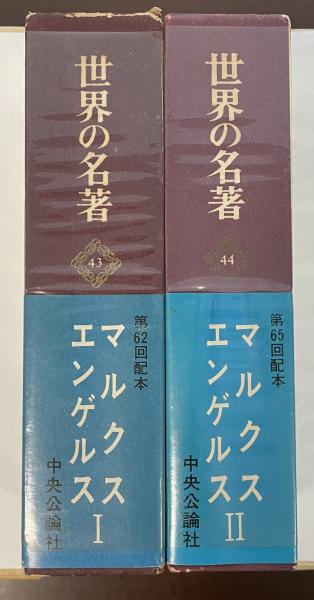 世界の名著
43
第62回配本
マルクス
エンゲルス I
中央公論社
世界の名著
44
第65回配本
マルクス
エンゲルス II
中央公論社